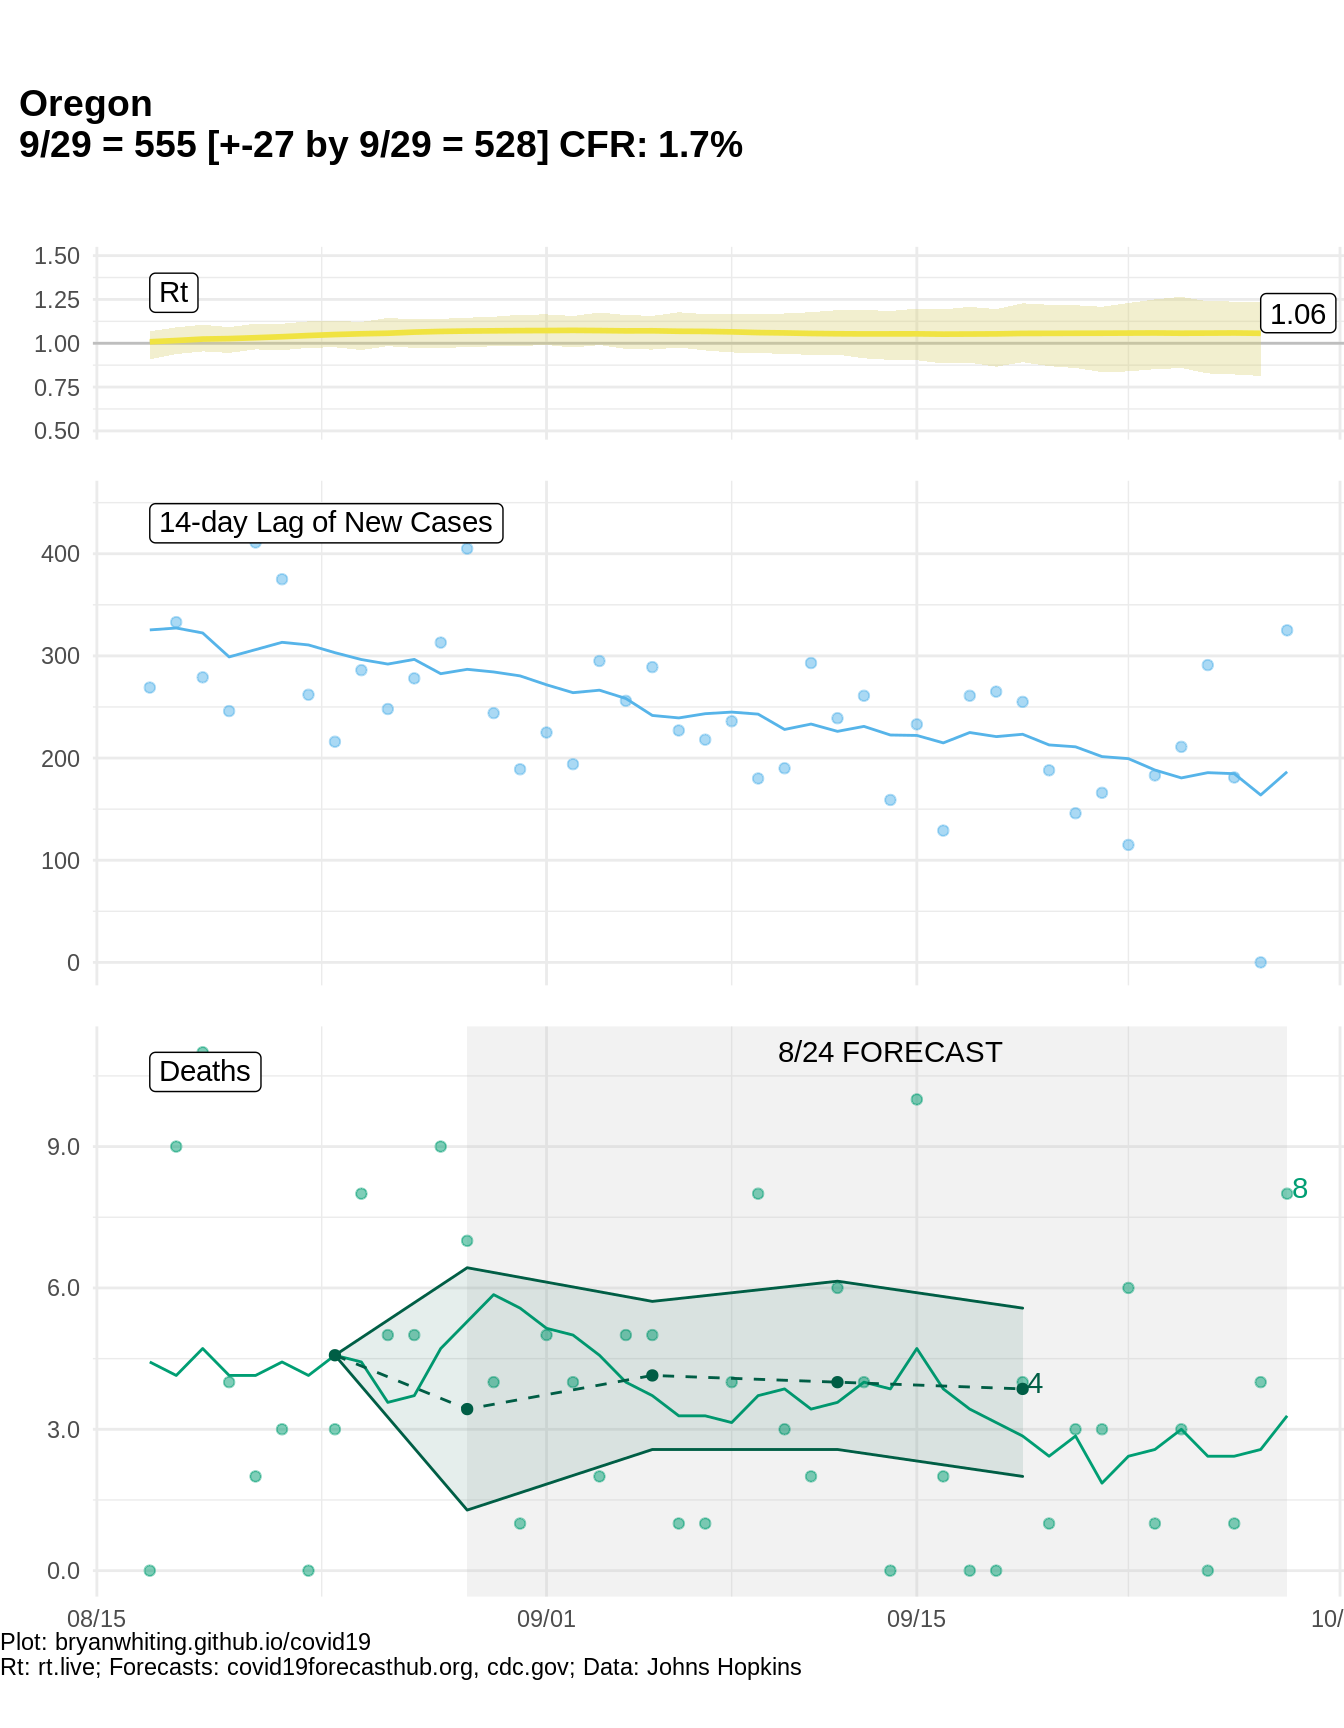 Oregon
9/29 = 555 [+-27 by 9/29 = 528] CFR: 1.7%
1.50
Rt
1.25
1.06
1.00
0.75
0.50
14-day Lag of New Cases
400
300
200
100
0
8/24 FORECAST
Deaths
9.0
8
6.0
4
3.0
0.0
08/15 09/01 09/15 10/
Plot: bryanwhiting.github.io/covid19
Rt: rt.live; Forecasts: covid19forecasthub.org, cdc.gov; Data: Johns Hopkins